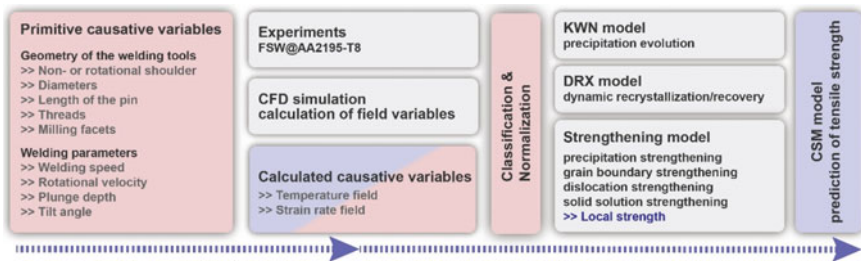 Primitive causative variables
Geometry of the welding tools
>> Non- or rotational shoulder
>> Diameters
>> Length of the pin
>> Threads
>> Milling facets
Welding parameters
>> Welding speed
>> Rotational velocity
>> Plunge depth
>> Tilt angle
Experiments
FSW@AA2195-T8
CFD simulation
calculation of field variables
Calculated causative variables
>> Temperature field
>> Strain rate field
Classification &
Normalization
KWN model
precipitation evolution
DRX model
dynamic recrystallization/recovery
Strengthening model
precipitation strengthening
grain boundary strengthening
dislocation strengthening
solid solution strengthening
>> Local strength
CSM model
prediction of tensile strength